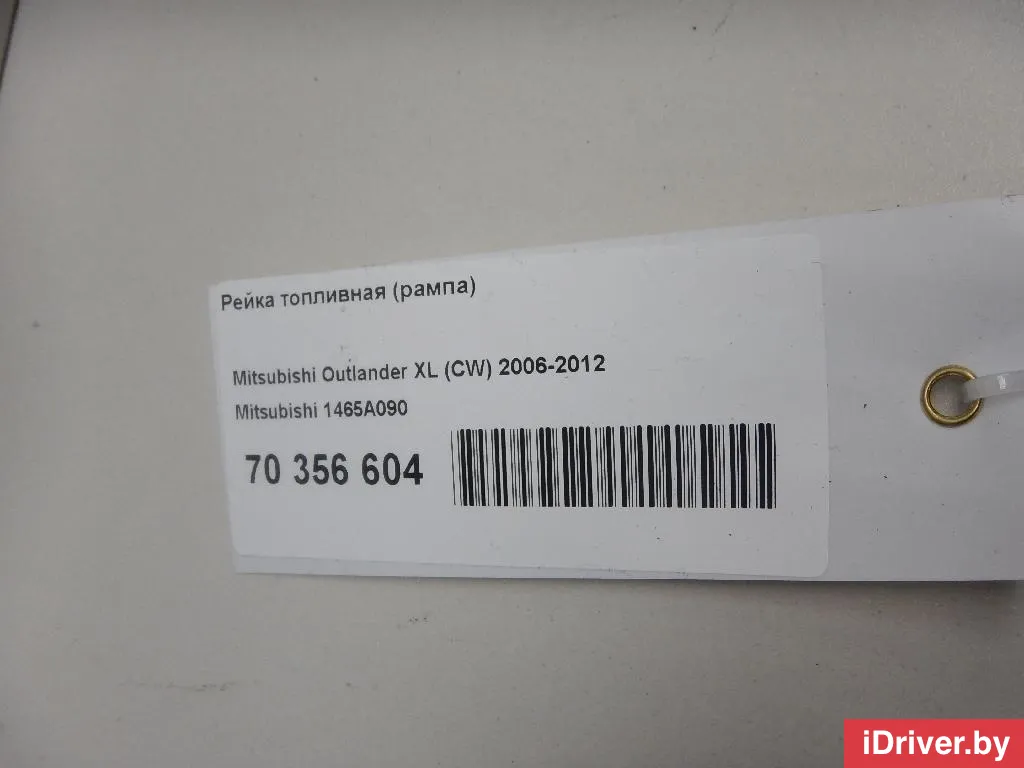 Рейка топливная (рампа)
Mitsubishi Outlander XL (CW) 2006-2012
Mitsubishi 1465A090
70 356 604
iDriver.by